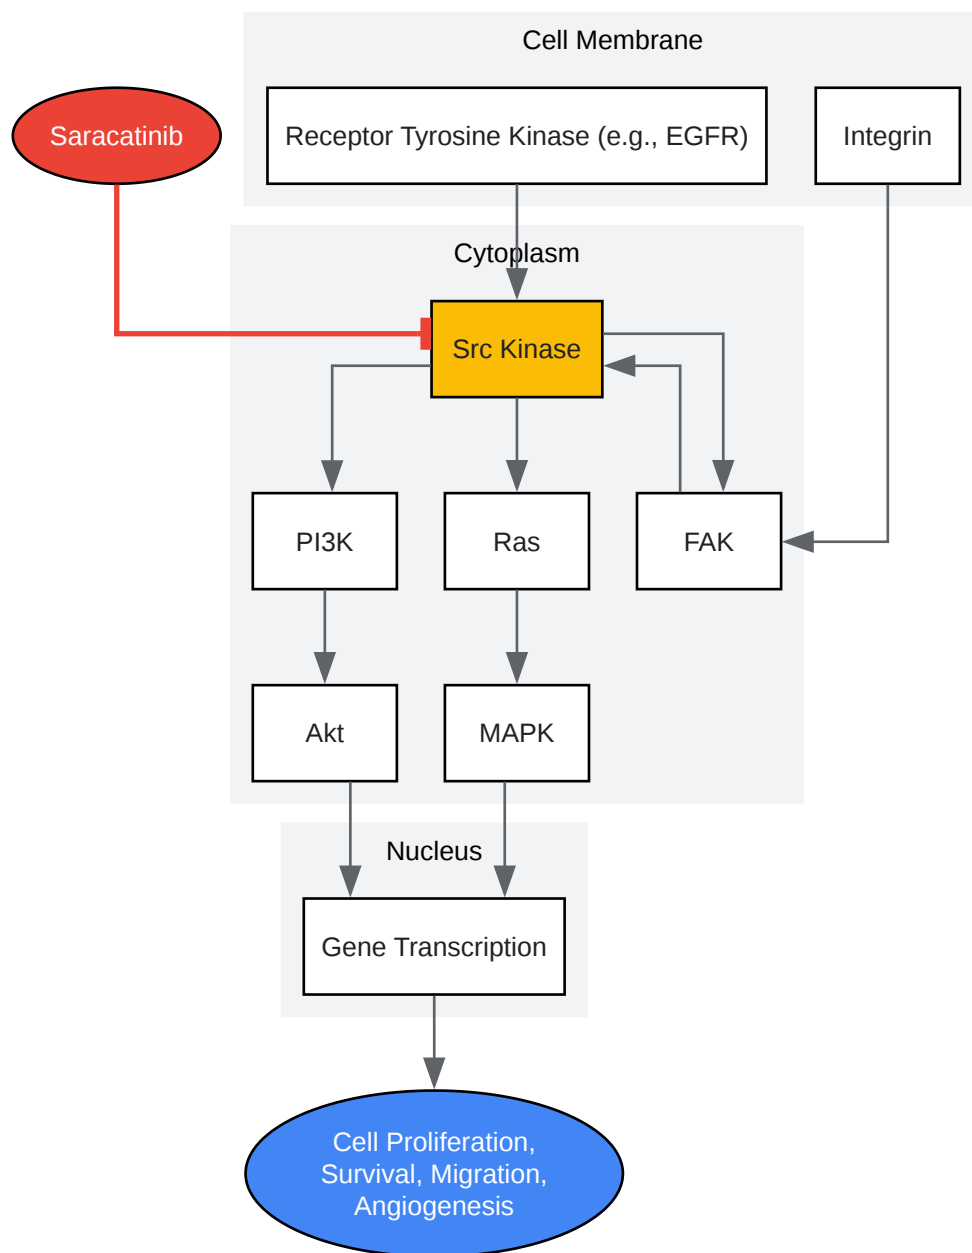 Cell Membrane
Saracatinib
Receptor Tyrosine Kinase (e.g., EGFR)
Integrin
Cytoplasm
Src Kinase
PI3K
Ras
FAK
Akt
MAPK
Nucleus
Gene Transcription
Cell Proliferation,
Survival, Migration,
Angiogenesis